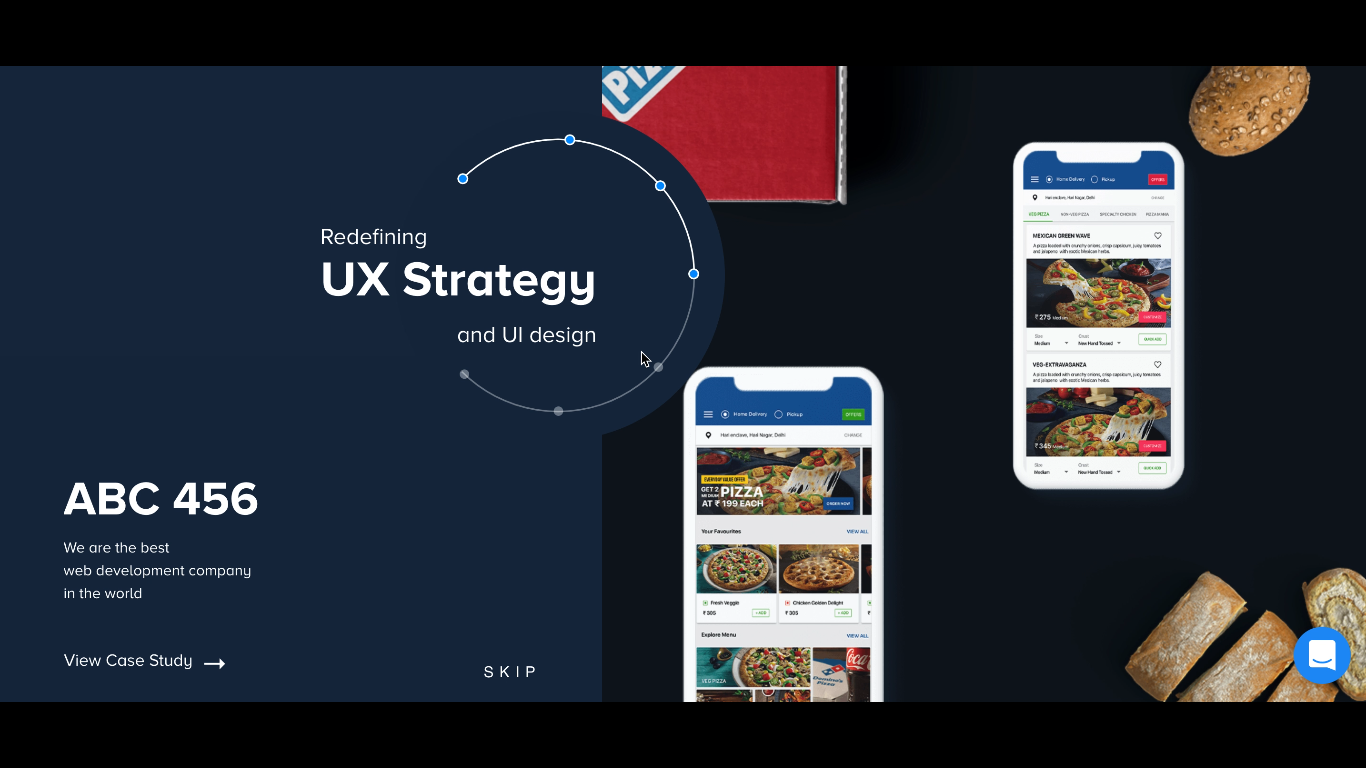 Piz
Redefining
UX Strategy
and UI design
ABC 456
We are the best
web development company
in the world
View Case Study
SKIP
Home Delivery
Pickup
OFFERS
Hari enclave, Hari Nagar, Delhi
CHANGE
EVERYDAY VALUE OFFER
GET 2
MEDIUM PIZZA
AT ₹ 199 EACH
ORDER NOW
Your Favourites
VIEW ALL
Fresh Veggie
₹ 305
+ ADD
Chicken Golden Delight
₹ 305
+ ADD
Explore Menu
VIEW ALL
VEG PIZZA
Domino's
Pizza
Coca
Home Delivery
Pickup
OFFERS
Hari enclave, Hari Nagar, Delhi
CHANGE
VEG PIZZA
NON-VEG PIZZA
SPECIALTY CHICKEN
PIZZA MANIA
MEXICAN GREEN WAVE
A pizza loaded with crunchy onions, crisp capsicum, juicy tomatoes
and jalapeno with exotic Mexican herbs.
₹ 275 Medium
CUSTOMIZE
Size
Medium
Crust
New Hand Tossed
QUICK ADD
VEG-EXTRAVAGANZA
A pizza loaded with crunchy onions, crisp capsicum, juicy tomatoes
and jalapeno with exotic Mexican herbs.
₹ 345 Medium
CUSTOMIZE
Size
Medium
Crust
New Hand Tossed
QUICK ADD